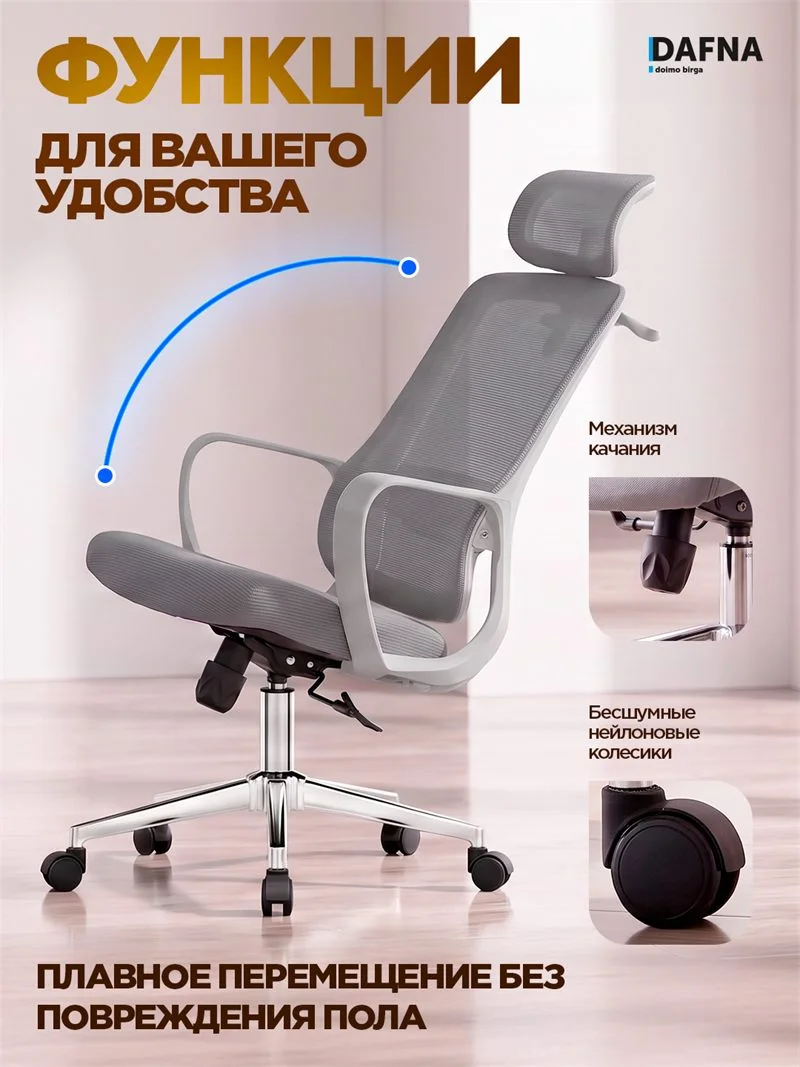 ФУНКЦИИ
ДЛЯ ВАШЕГО
УДОБСТВА
DAFNA
doimo birga
Механизм
качания
Бесшумные
нейлоновые
колесики
ПЛАВНОЕ ПЕРЕМЕЩЕНИЕ БЕЗ
ПОВРЕЖДЕНИЯ ПОЛА